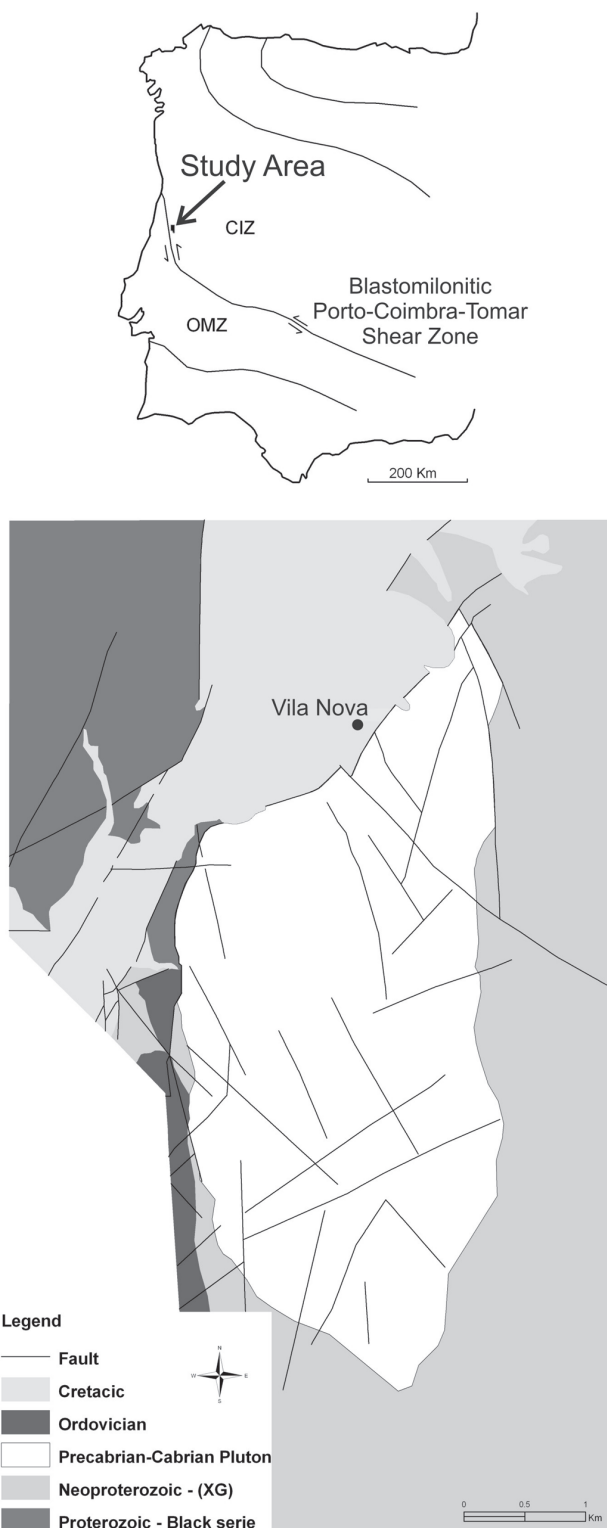 Study Area
CIZ
Blastomilonitic
Porto-Coimbra-Tomar
Shear Zone
OMZ
200 Km
Vila Nova
Legend
Fault
Cretacic
Ordovician
Precabrian-Cabrian Pluton
Neoproterozoic - (XG)
Proterozoic - Black serie
N
W
E
S
0 0.5 1
Km